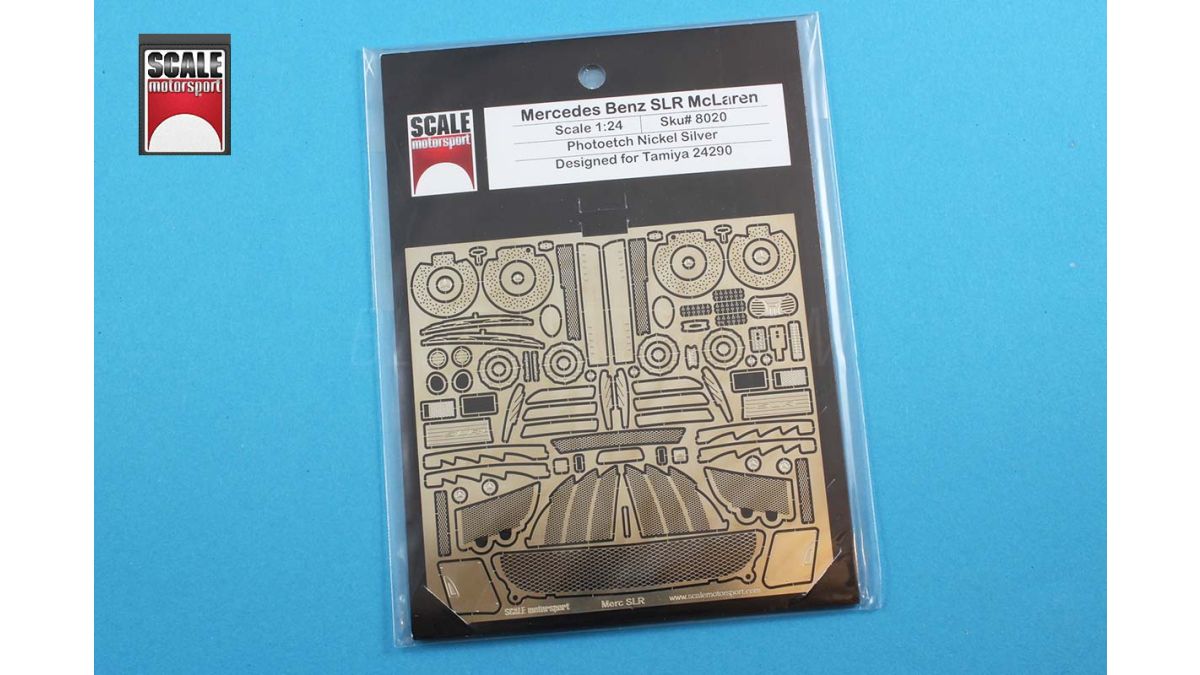 SCALE
motorsport
SCALE
motorsport
Mercedes Benz SLR McLaren
Scale 1:24 Sku# 8020
Photoetch Nickel Silver
Designed for Tamiya 24290
SCALE motorsport Merc SLR www.scalemotorsport.com